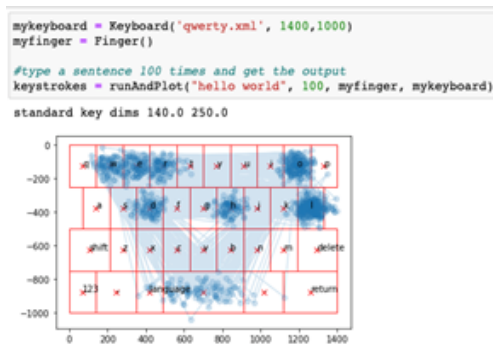 mykeyboard = Keyboard('qwerty.xml', 1400,1000)
myfinger = Finger()
#type a sentence 100 times and get the output
keystrokes = runAndPlot("hello world", 100, myfinger, mykeyboard)
standard key dims 140.0 250.0
0
q w e r t y u i o p
-200
a s d f g h j k l
-400
shift z x c v b n m delete
-600
-800
123 language return
-1000
0 200 400 600 800 1000 1200 1400